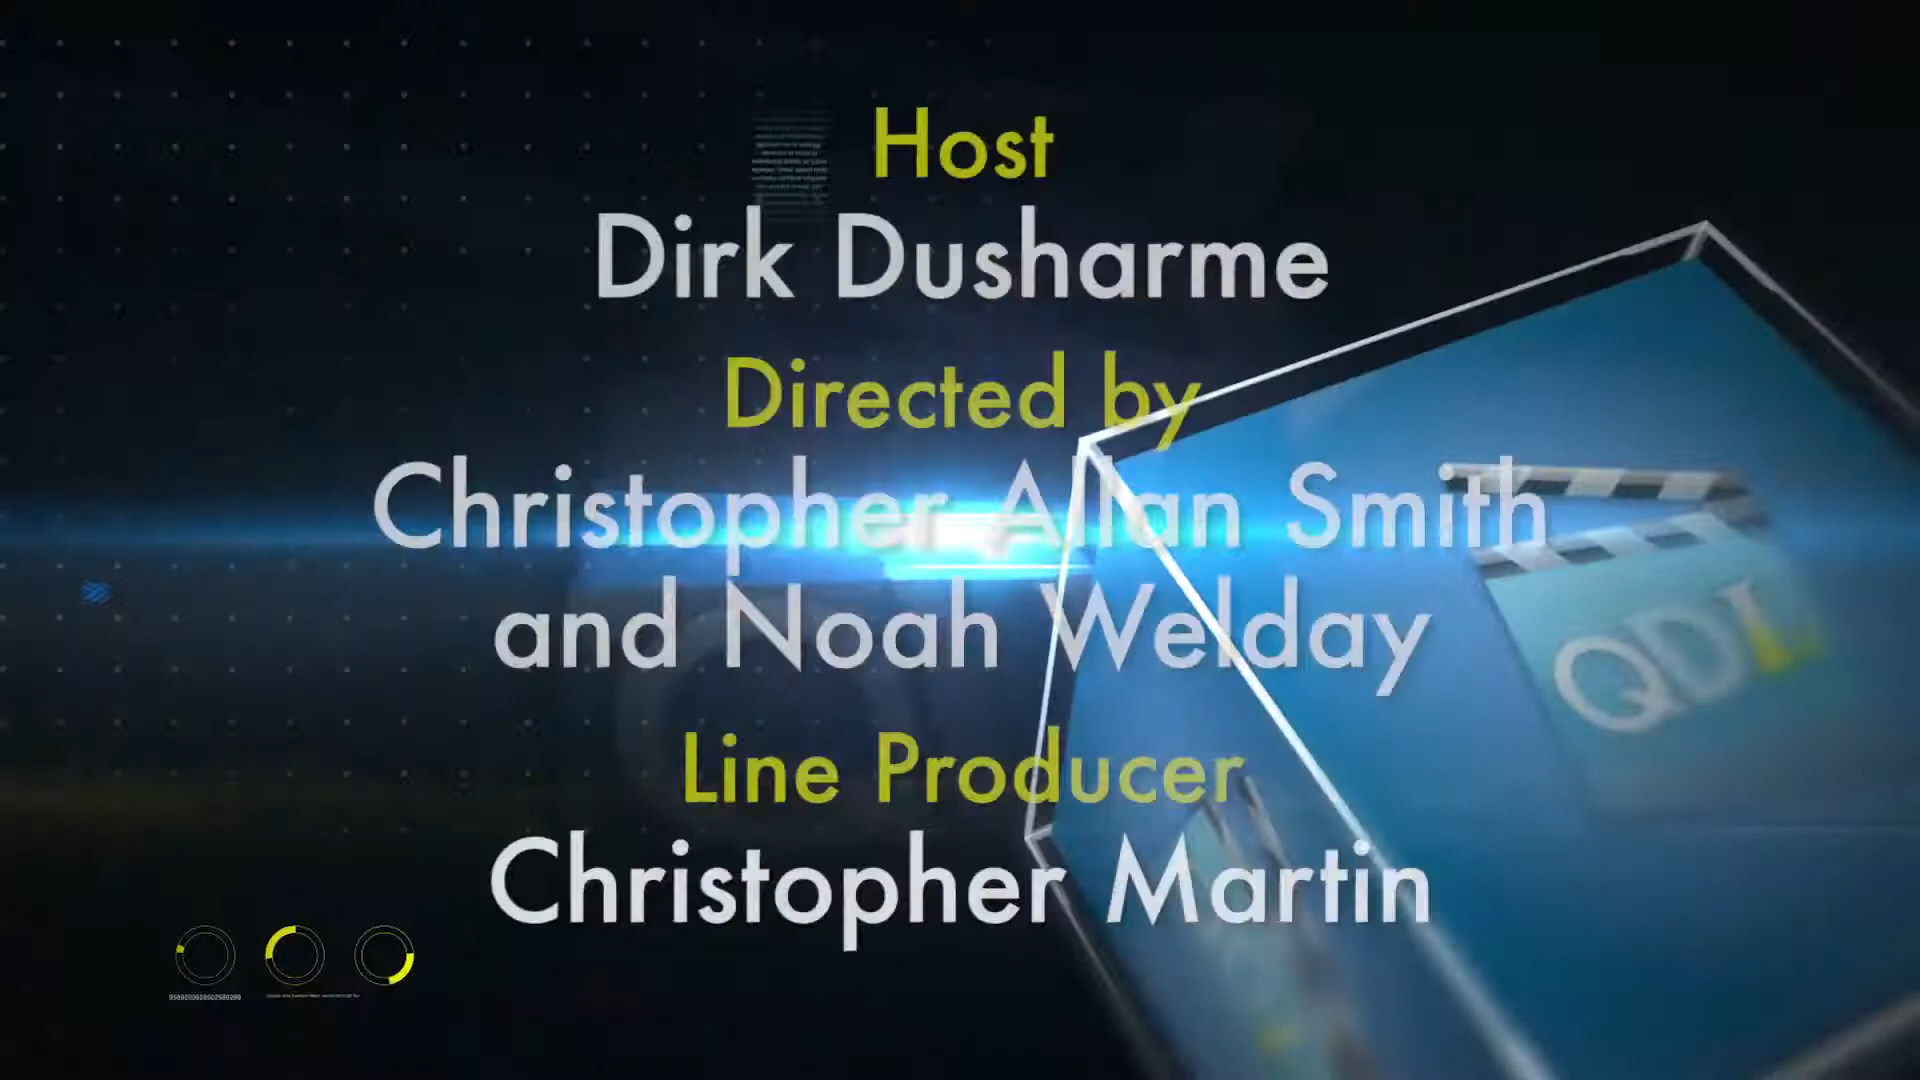 Host
Dirk Dusharme
Directed by
Christopher Allan Smith
and Noah Welday
Line Producer
Christopher Martin
QDL